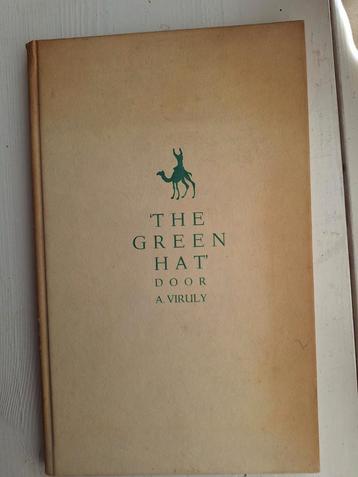 'THE
GREEN
HAT'
DOOR
A. VIRULY